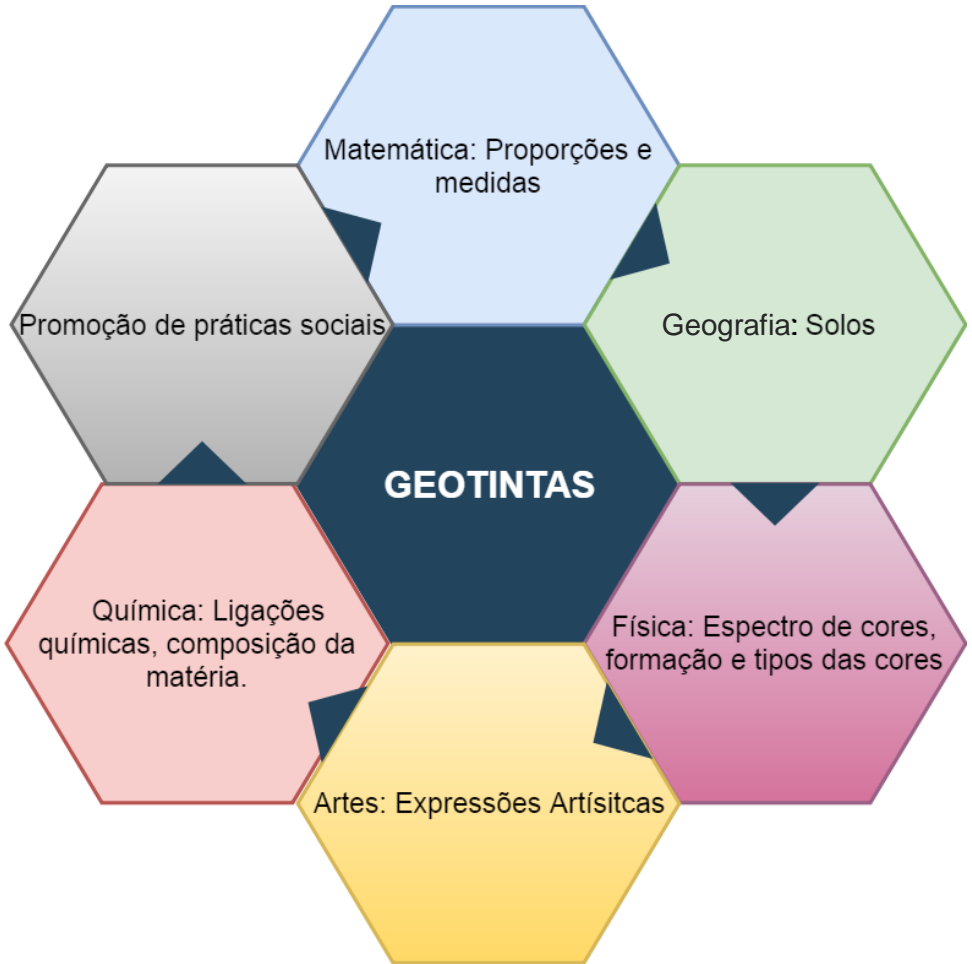 Matemática: Proporções e
medidas
Promoção de práticas sociais
Geografia: Solos
GEOTINTAS
Química: Ligações
químicas, composição da
matéria.
Física: Espectro de cores,
formação e tipos das cores
Artes: Expressões Artísitcas